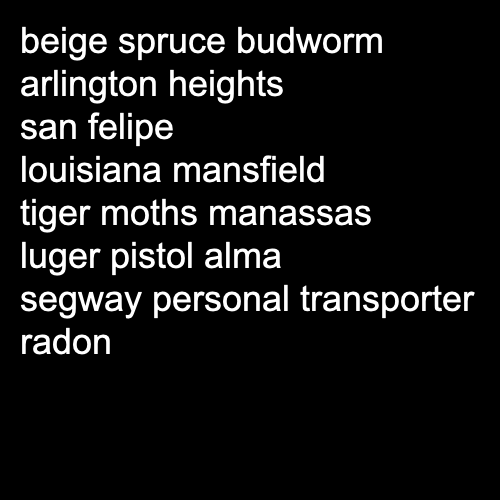 beige spruce budworm
arlington heights
san felipe
louisiana mansfield
tiger moths manassas
luger pistol alma
segway personal transporter
radon